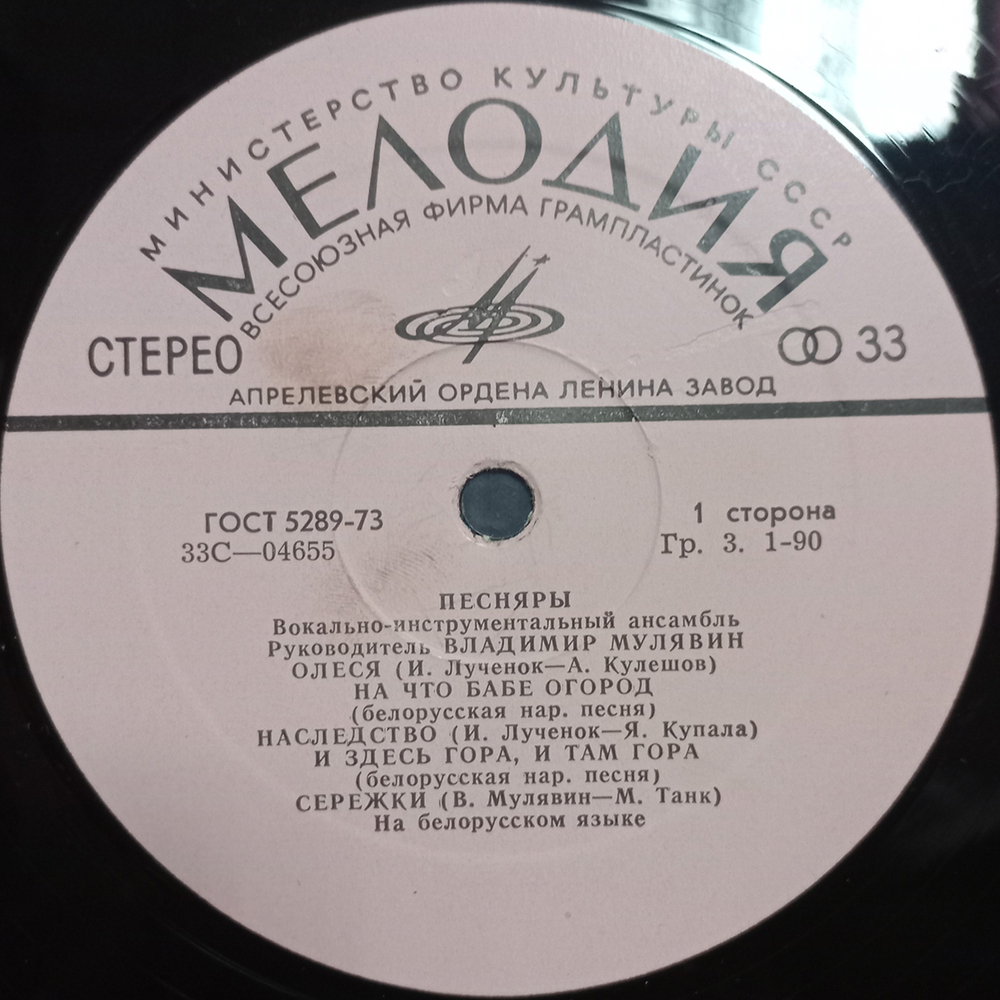 МИНИСТЕРСТВО КУЛЬТУРЫ СССР
МЕЛОДИЯ
ВСЕСОЮЗНАЯ ФИРМА ГРАМПЛАСТИНОК
СТЕРЕО
33
АПРЕЛЕВСКИЙ ОРДЕНА ЛЕНИНА ЗАВОД
ГОСТ 5289-73
1 сторона
33С—04655
Гр. 3. 1-90
ПЕСНЯРЫ
Вокально-инструментальный ансамбль
Руководитель ВЛАДИМИР МУЛЯВИН
ОЛЕСЯ (И. Лученок—А. Кулешов)
НА ЧТО БАБЕ ОГОРОД
(белорусская нар. песня)
НАСЛЕДСТВО (И. Лученок—Я. Купала)
И ЗДЕСЬ ГОРА, И ТАМ ГОРА
(белорусская нар. песня)
СЕРЕЖКИ (В. Мулявин—М. Танк)
На белорусском языке